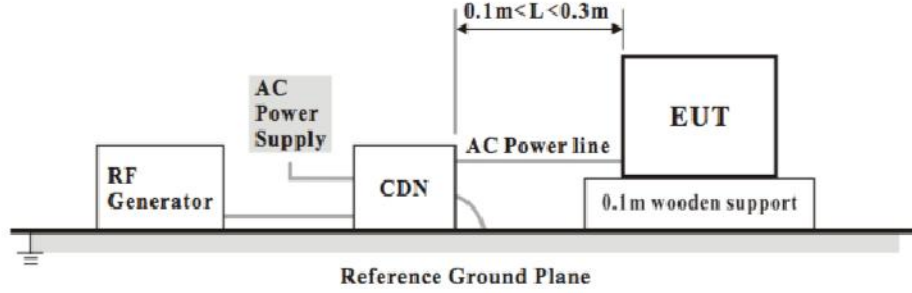 0.1m<L<0.3m
AC
Power
Supply
EUT
AC Power line
RF
Generator
CDN
0.1m wooden support
Reference Ground Plane